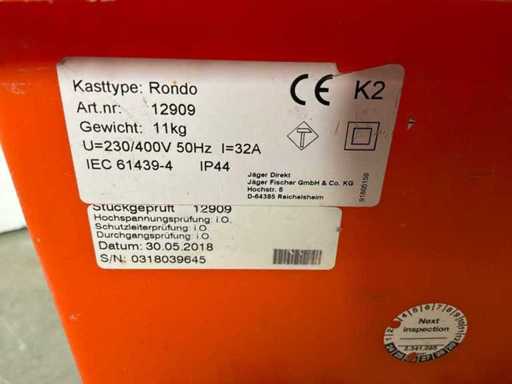 Kasttype: Rondo
Art.nr: 12909
Gewicht: 11kg
U=230/400V 50Hz I=32A
IEC 61439-4 IP44
CE K2
T
Jäger Direkt
Jäger Fischer GmbH & Co. KG
Hochstr. 6
D-64385 Reichelsheim
91805158
Stückgeprüft 12909
Hochspannungsprüfung: i.O.
Schutzleiterprüfung: i.O.
Durchgangsprüfung: i.O.
Datum: 30.05.2018
S/N: 0318039645
Next
inspection